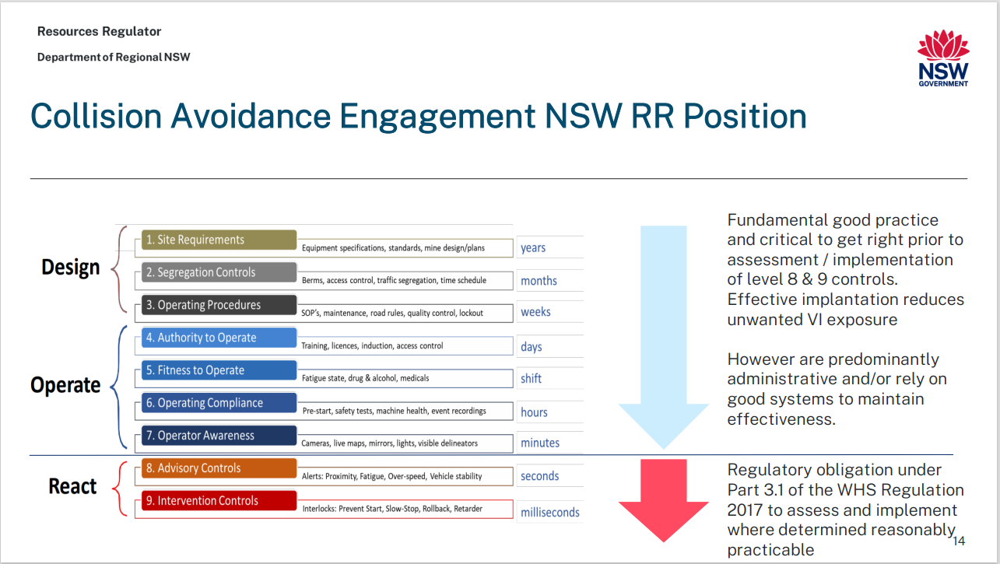 Resources Regulator
Department of Regional NSW
NSW
GOVERNMENT
Collision Avoidance Engagement NSW RR Position
Design
1. Site Requirements
Equipment specifications, standards, mine design/plans
years
2. Segregation Controls
Berms, access control, traffic segregation, time schedule
months
3. Operating Procedures
SOP's, maintenance, road rules, quality control, lockout
weeks
Operate
4. Authority to Operate
Training, licences, induction, access control
days
5. Fitness to Operate
Fatigue state, drug & alcohol, medicals
shift
6. Operating Compliance
Pre-start, safety tests, machine health, event recordings
hours
7. Operator Awareness
Cameras, live maps, mirrors, lights, visible delineators
minutes
React
8. Advisory Controls
Alerts: Proximity, Fatigue, Over-speed, Vehicle stability
seconds
9. Intervention Controls
Interlocks: Prevent Start, Slow-Stop, Rollback, Retarder
milliseconds
Fundamental good practice
and critical to get right prior to
assessment / implementation
of level 8 & 9 controls.
Effective implantation reduces
unwanted VI exposure
However are predominantly
administrative and/or rely on
good systems to maintain
effectiveness.
Regulatory obligation under
Part 3.1 of the WHS Regulation
2017 to assess and implement
where determined reasonably
practicable
14